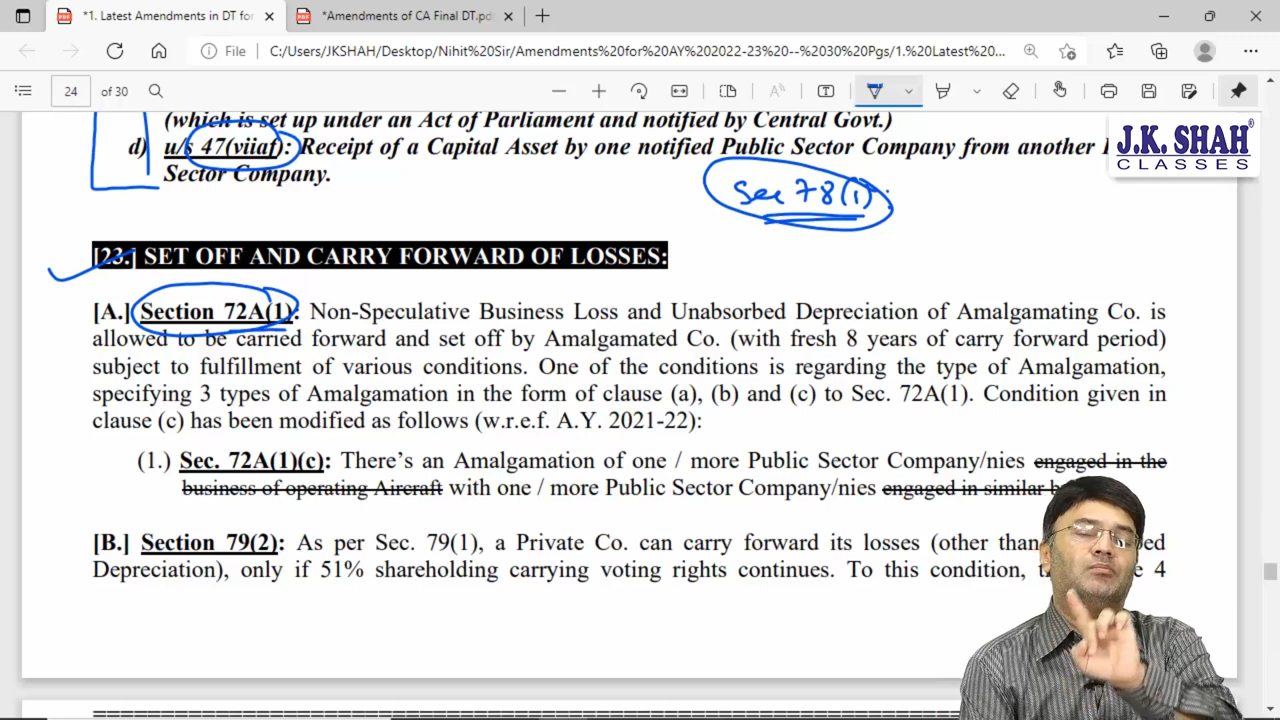 *1. Latest Amendments in DT for
*Amendments of CA Final DT.pd
File C:/Users/JKSHAH/Desktop/Nihit%20Sir/Amendments%20for%20AY%202022-23%20--%2030%20Pgs/1.%20Latest%20...
24 of 30
(which is set up under an Act of Parliament and notified by Central Govt.)
d) u/s 47(viiaf): Receipt of a Capital Asset by one notified Public Sector Company from another
Sector Company.
J.K. SHAH®
CLASSES
Sec 78(1)
[23.] SET OFF AND CARRY FORWARD OF LOSSES:
[A.] Section 72A(1): Non-Speculative Business Loss and Unabsorbed Depreciation of Amalgamating Co. is
allowed to be carried forward and set off by Amalgamated Co. (with fresh 8 years of carry forward period)
subject to fulfillment of various conditions. One of the conditions is regarding the type of Amalgamation,
specifying 3 types of Amalgamation in the form of clause (a), (b) and (c) to Sec. 72A(1). Condition given in
clause (c) has been modified as follows (w.r.e.f. A.Y. 2021-22):
(1.) Sec. 72A(1)(c): There’s an Amalgamation of one / more Public Sector Company/nies engaged in the
business of operating Aircraft with one / more Public Sector Company/nies engaged in similar
[B.] Section 79(2): As per Sec. 79(1), a Private Co. can carry forward its losses (other than
Depreciation), only if 51% shareholding carrying voting rights continues. To this condition, 4